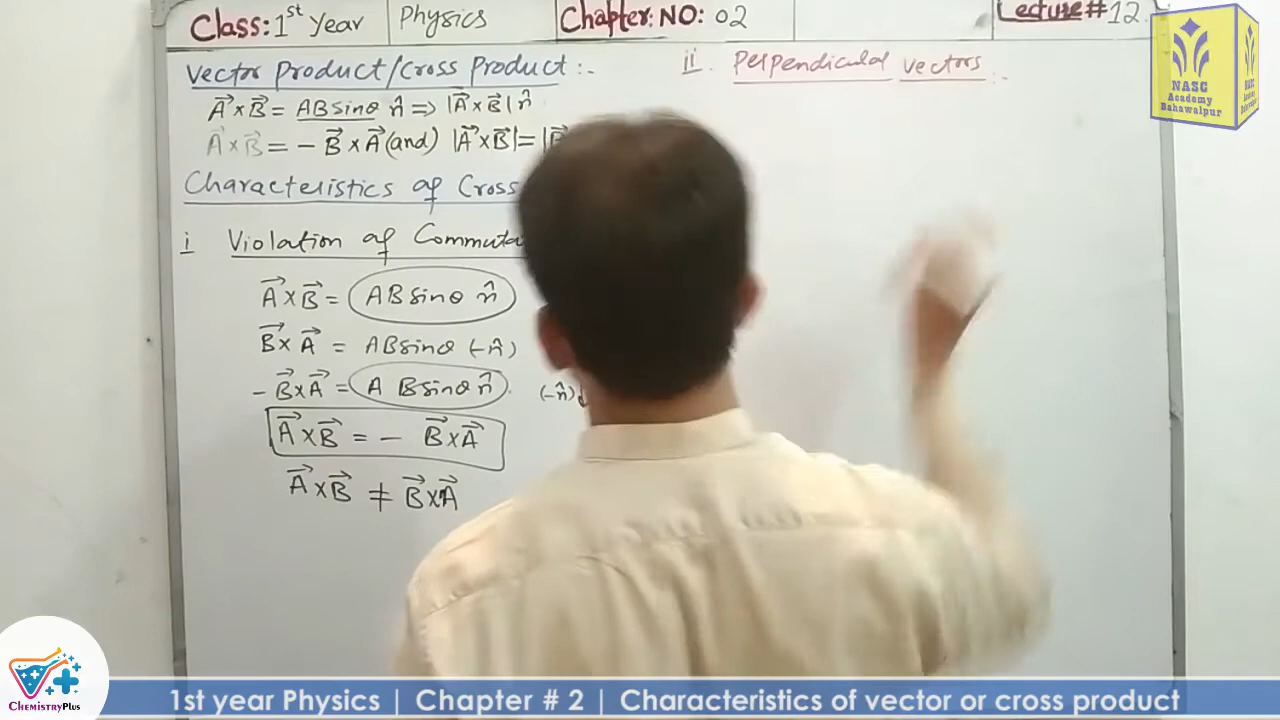 Class: 1st Year Physics Chapter: NO: 02 Lecture # 12
Vector Product/Cross Product :-
A⃗ × B⃗ = ABsinθ n̂ ⇒ |A⃗ × B⃗| n̂
A⃗ × B⃗ = - B⃗ × A⃗ (and) |A⃗ × B⃗| = |B⃗
Characteristics of Cross
i Violation of Commuta
A⃗ × B⃗ = ABsinθ n̂
B⃗ × A⃗ = ABsinθ (-n̂)
- B⃗ × A⃗ = A Bsinθ n̂. (-n̂)
A⃗ × B⃗ = - B⃗ × A⃗
A⃗ × B⃗ ≠ B⃗ × A⃗
ii. Perpendicular vectors :-
NASC
Academy
Bahawalpur
ChemistryPlus
1st year Physics | Chapter # 2 | Characteristics of vector or cross product